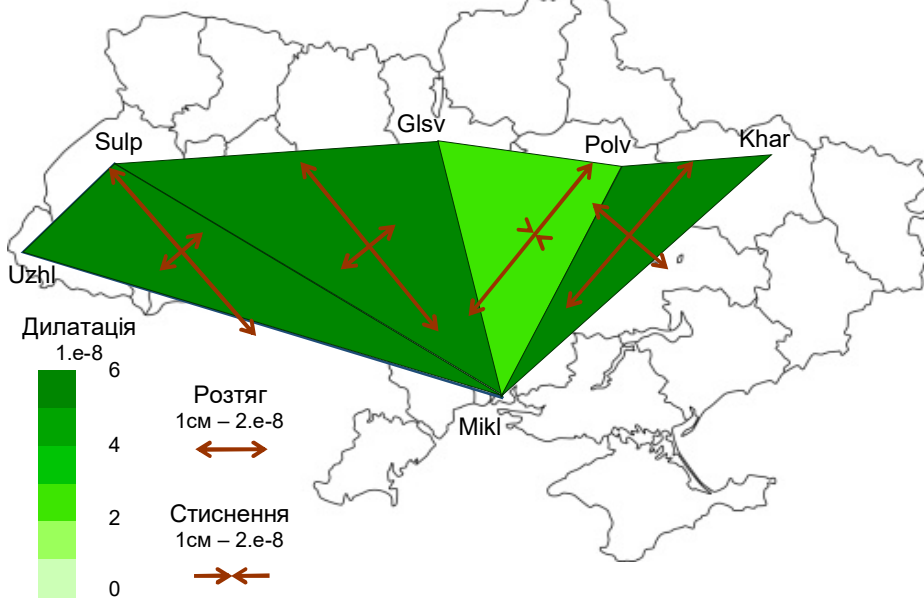 Glsv
Sulp
Polv
Khar
Uzhl
Mikl
Дилатація
1.e-8
6
4
2
0
Розтяг
1см – 2.e-8
Стиснення
1см – 2.e-8